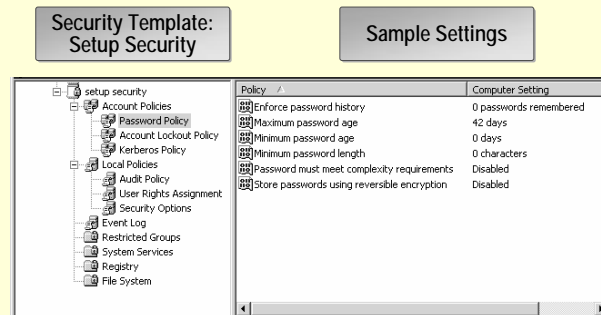 Security Template:
Setup Security
Sample Settings
setup security
Account Policies
Password Policy
Account Lockout Policy
Kerberos Policy
Local Policies
Audit Policy
User Rights Assignment
Security Options
Event Log
Restricted Groups
System Services
Registry
File System
Policy Computer Setting
Enforce password history 0 passwords remembered
Maximum password age 42 days
Minimum password age 0 days
Minimum password length 0 characters
Password must meet complexity requirements Disabled
Store passwords using reversible encryption Disabled